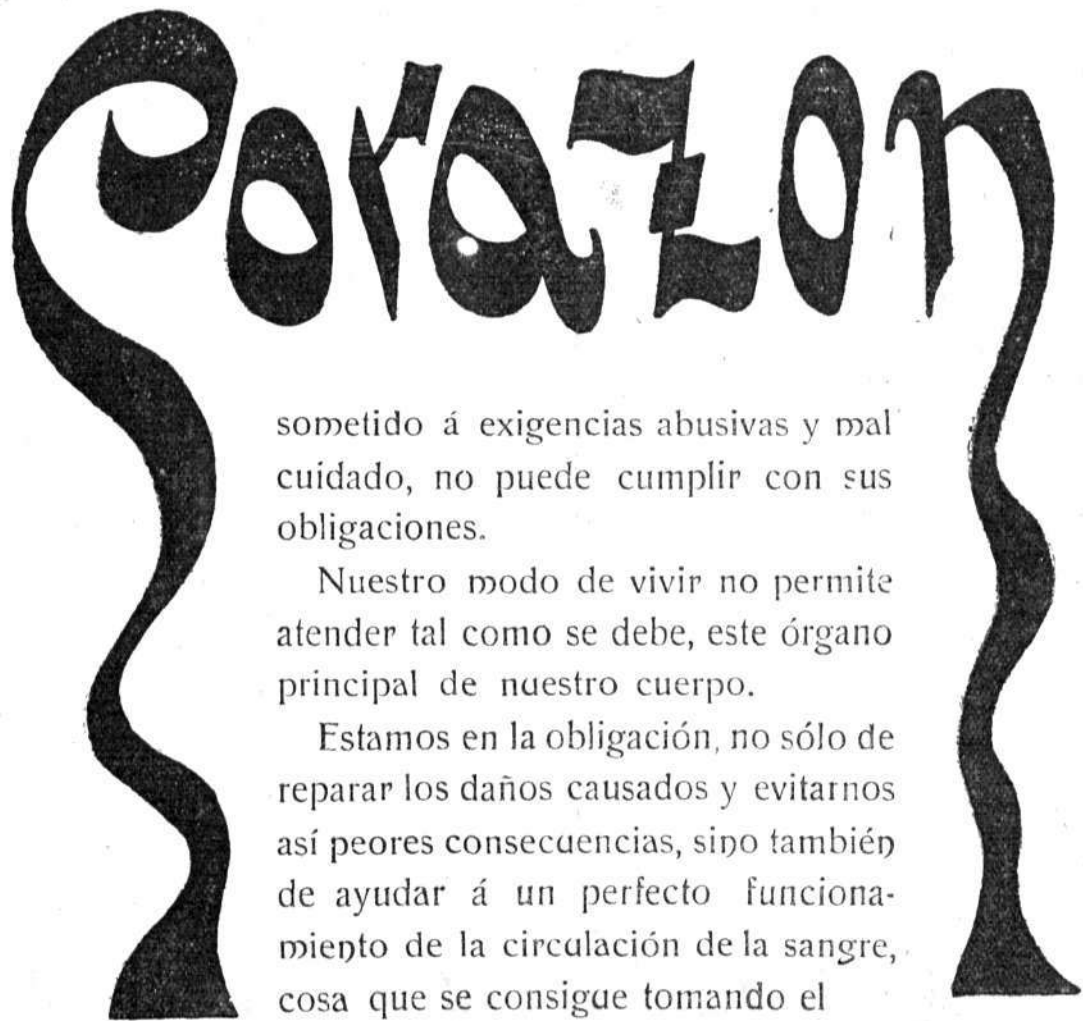 Corazon
sometido á exigencias abusivas y mal
cuidado, no puede cumplir con sus
obligaciones.
Nuestro modo de vivir no permite
atender tal como se debe, este órgano
principal de nuestro cuerpo.
Estamos en la obligación, no sólo de
reparar los daños causados y evitarnos
así peores consecuencias, sino también
de ayudar á un perfecto funciona-
miento de la circulación de la sangre,
cosa que se consigue tomando el